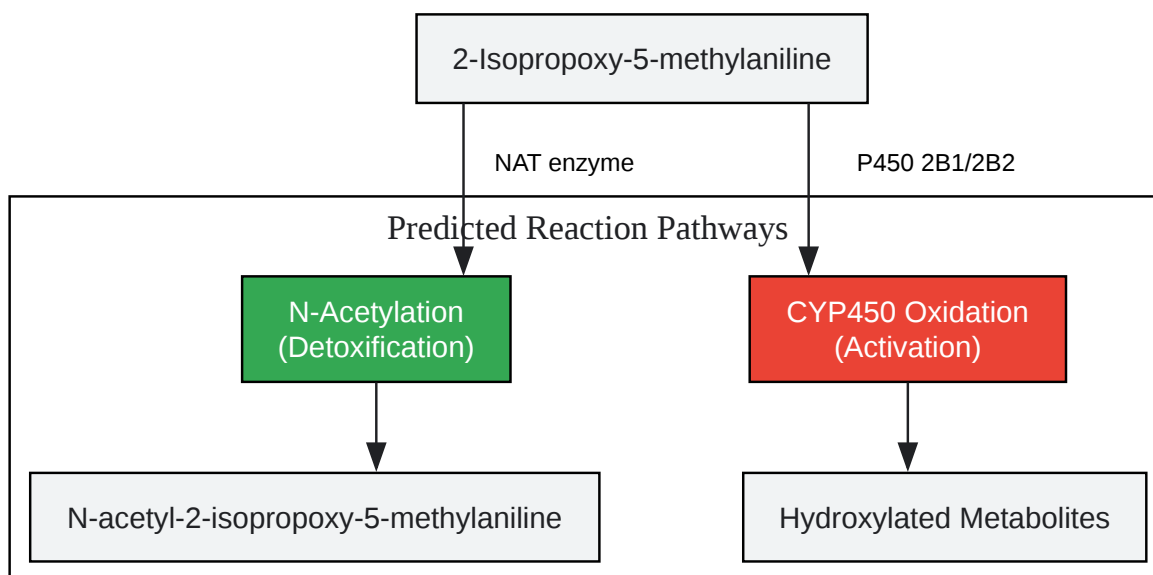 2-Isopropoxy-5-methylaniline
NAT enzyme
P450 2B1/2B2
Predicted Reaction Pathways
N-Acetylation
(Detoxification)
CYP450 Oxidation
(Activation)
N-acetyl-2-isopropoxy-5-methylaniline
Hydroxylated Metabolites